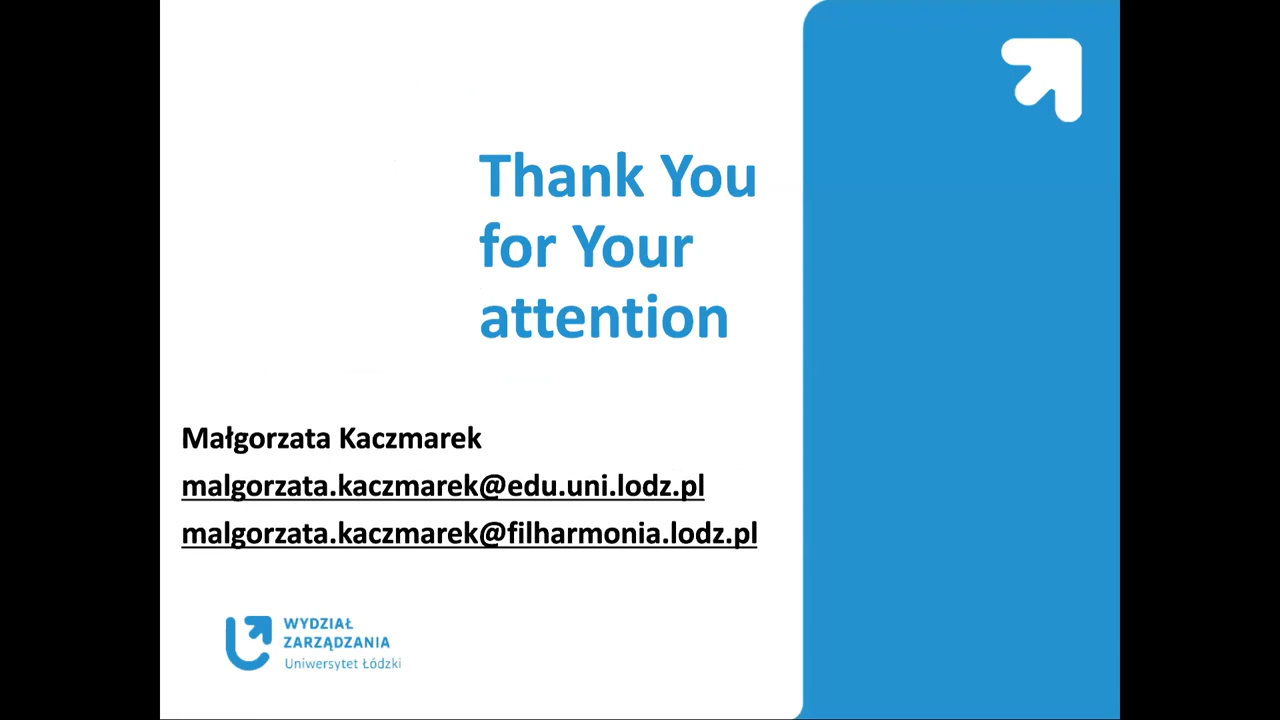 Thank You
for Your
attention
Małgorzata Kaczmarek
malgorzata.kaczmarek@edu.uni.lodz.pl
malgorzata.kaczmarek@filharmonia.lodz.pl
WYDZIAŁ
ZARZĄDZANIA
Uniwersytet Łódzki